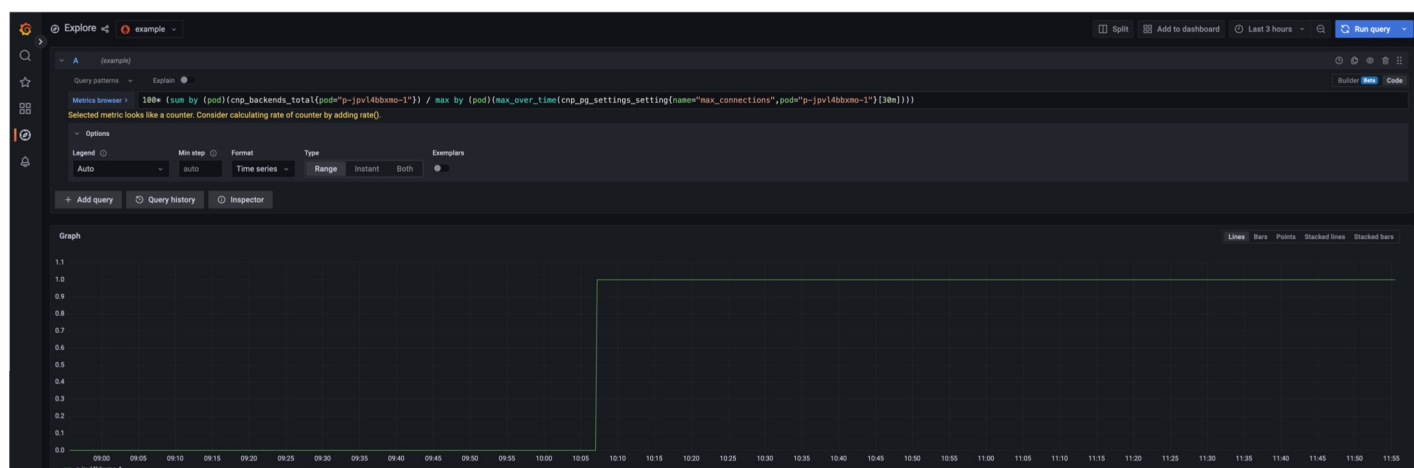 Explore example Split Add to dashboard Last 3 hours Run query
A (example)
Query patterns Explain Builder Beta Code
Metrics browser > 100* (sum by (pod)(cnp_backends_total{pod="p-jpvl4bbxmo-1"}) / max by (pod)(max_over_time(cnp_pg_settings_setting{name="max_connections",pod="p-jpvl4bbxmo-1"}[30m])))
Selected metric looks like a counter. Consider calculating rate of counter by adding rate().
Options
Legend Min step Format Type Exemplars
Auto auto Time series Range Instant Both
+ Add query Query history Inspector
Graph Lines Bars Points Stacked lines Stacked bars
1.1
1.0
0.9
0.8
0.7
0.6
0.5
0.4
0.3
0.2
0.1
0.0
09:00 09:05 09:10 09:15 09:20 09:25 09:30 09:35 09:40 09:45 09:50 09:55 10:00 10:05 10:10 10:15 10:20 10:25 10:30 10:35 10:40 10:45 10:50 10:55 11:00 11:05 11:10 11:15 11:20 11:25 11:30 11:35 11:40 11:45 11:50 11:55